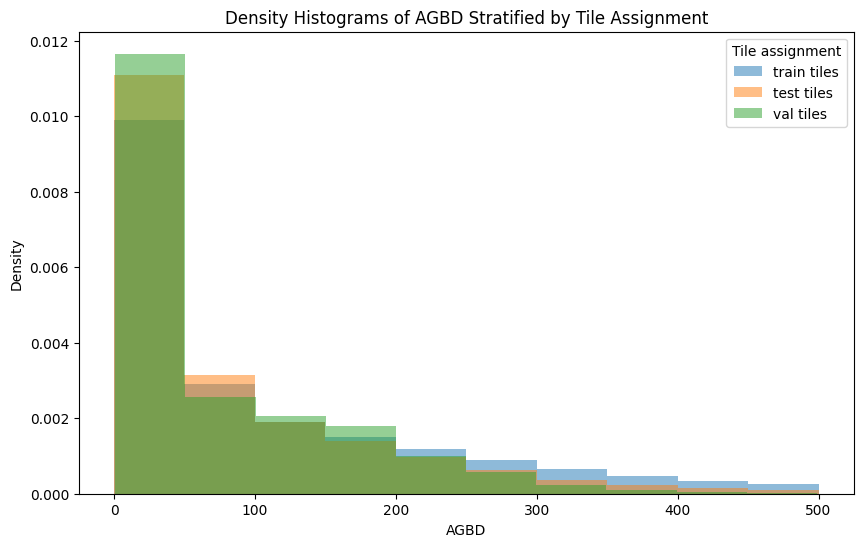 Density Histograms of AGBD Stratified by Tile Assignment
Tile assignment
train tiles
test tiles
val tiles
Density
0.012
0.010
0.008
0.006
0.004
0.002
0.000
0
100
200
300
400
500
AGBD